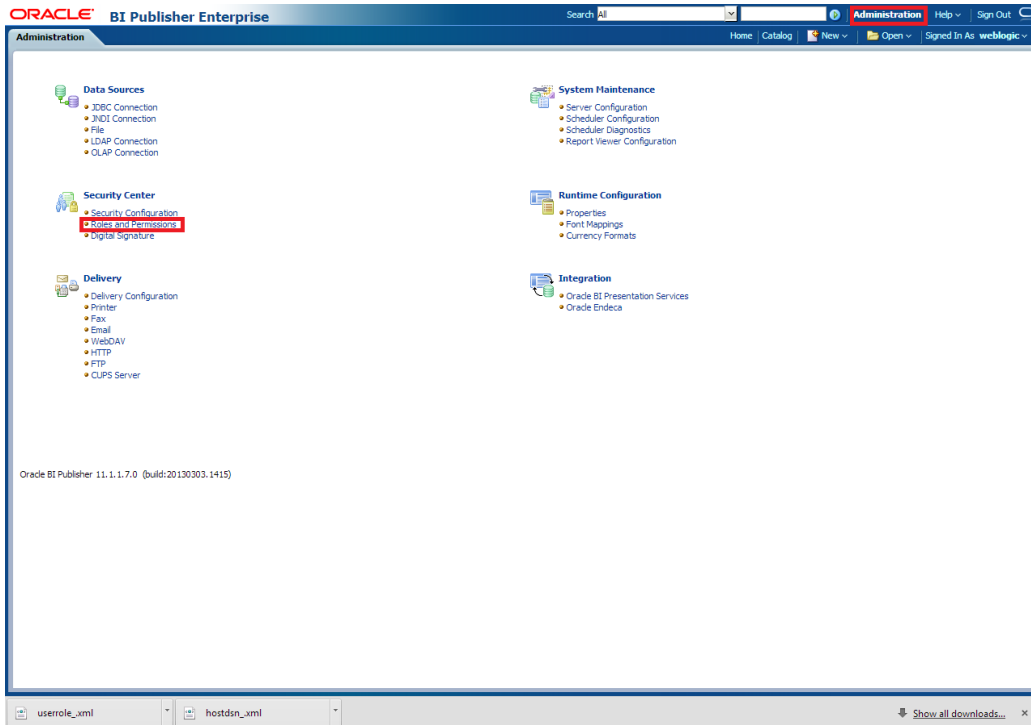 ORACLE BI Publisher Enterprise
Search All
Administration Help Sign Out
Administration
Home Catalog New Open Signed In As weblogic
Data Sources
JDBC Connection
JNDI Connection
File
LDAP Connection
OLAP Connection
System Maintenance
Server Configuration
Scheduler Configuration
Scheduler Diagnostics
Report Viewer Configuration
Security Center
Security Configuration
Roles and Permissions
Digital Signature
Runtime Configuration
Properties
Font Mappings
Currency Formats
Delivery
Delivery Configuration
Printer
Fax
Email
WebDAV
HTTP
FTP
CUPS Server
Integration
Oracle BI Presentation Services
Oracle Endeca
Oracle BI Publisher 11.1.1.7.0 (build:20130303.1415)
userrole_.xml
hostdsn_.xml
Show all downloads...